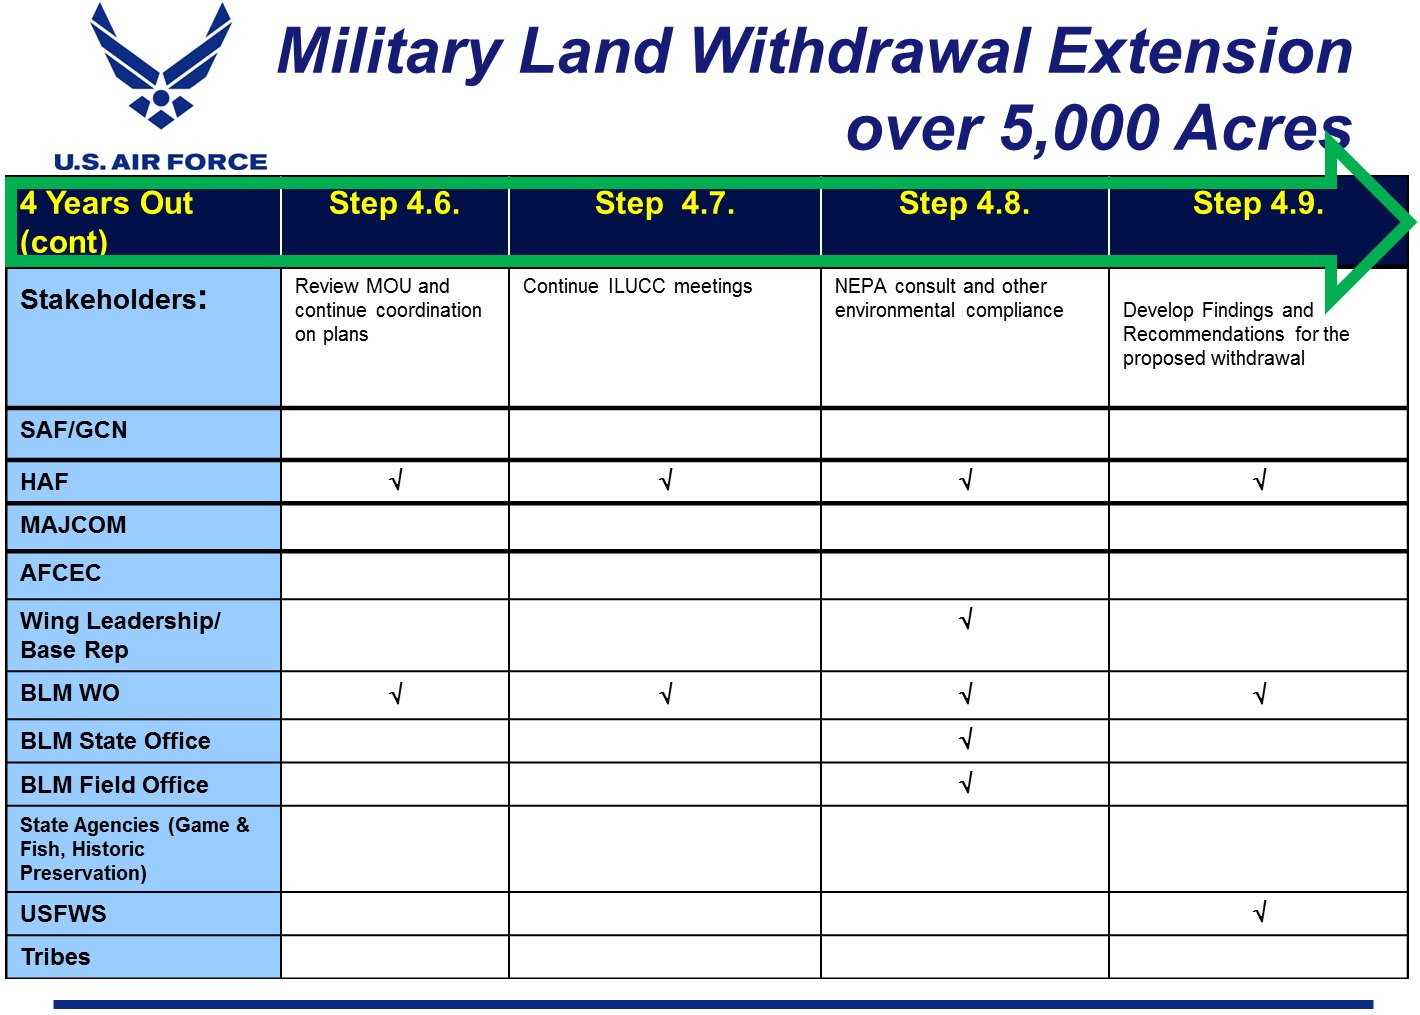 Military Land Withdrawal Extension
over 5,000 Acres
U.S. AIR FORCE
4 Years Out
(cont)
Step 4.6.
Step 4.7.
Step 4.8.
Step 4.9.
Stakeholders:
Review MOU and
continue coordination
on plans
Continue ILUCC meetings
NEPA consult and other
environmental compliance
Develop Findings and
Recommendations for the
proposed withdrawal
SAF/GCN
HAF √ √ √ √
MAJCOM
AFCEC
Wing Leadership/
Base Rep
√
BLM WO √ √ √ √
BLM State Office √
BLM Field Office √
State Agencies (Game &
Fish, Historic
Preservation)
USFWS √
Tribes